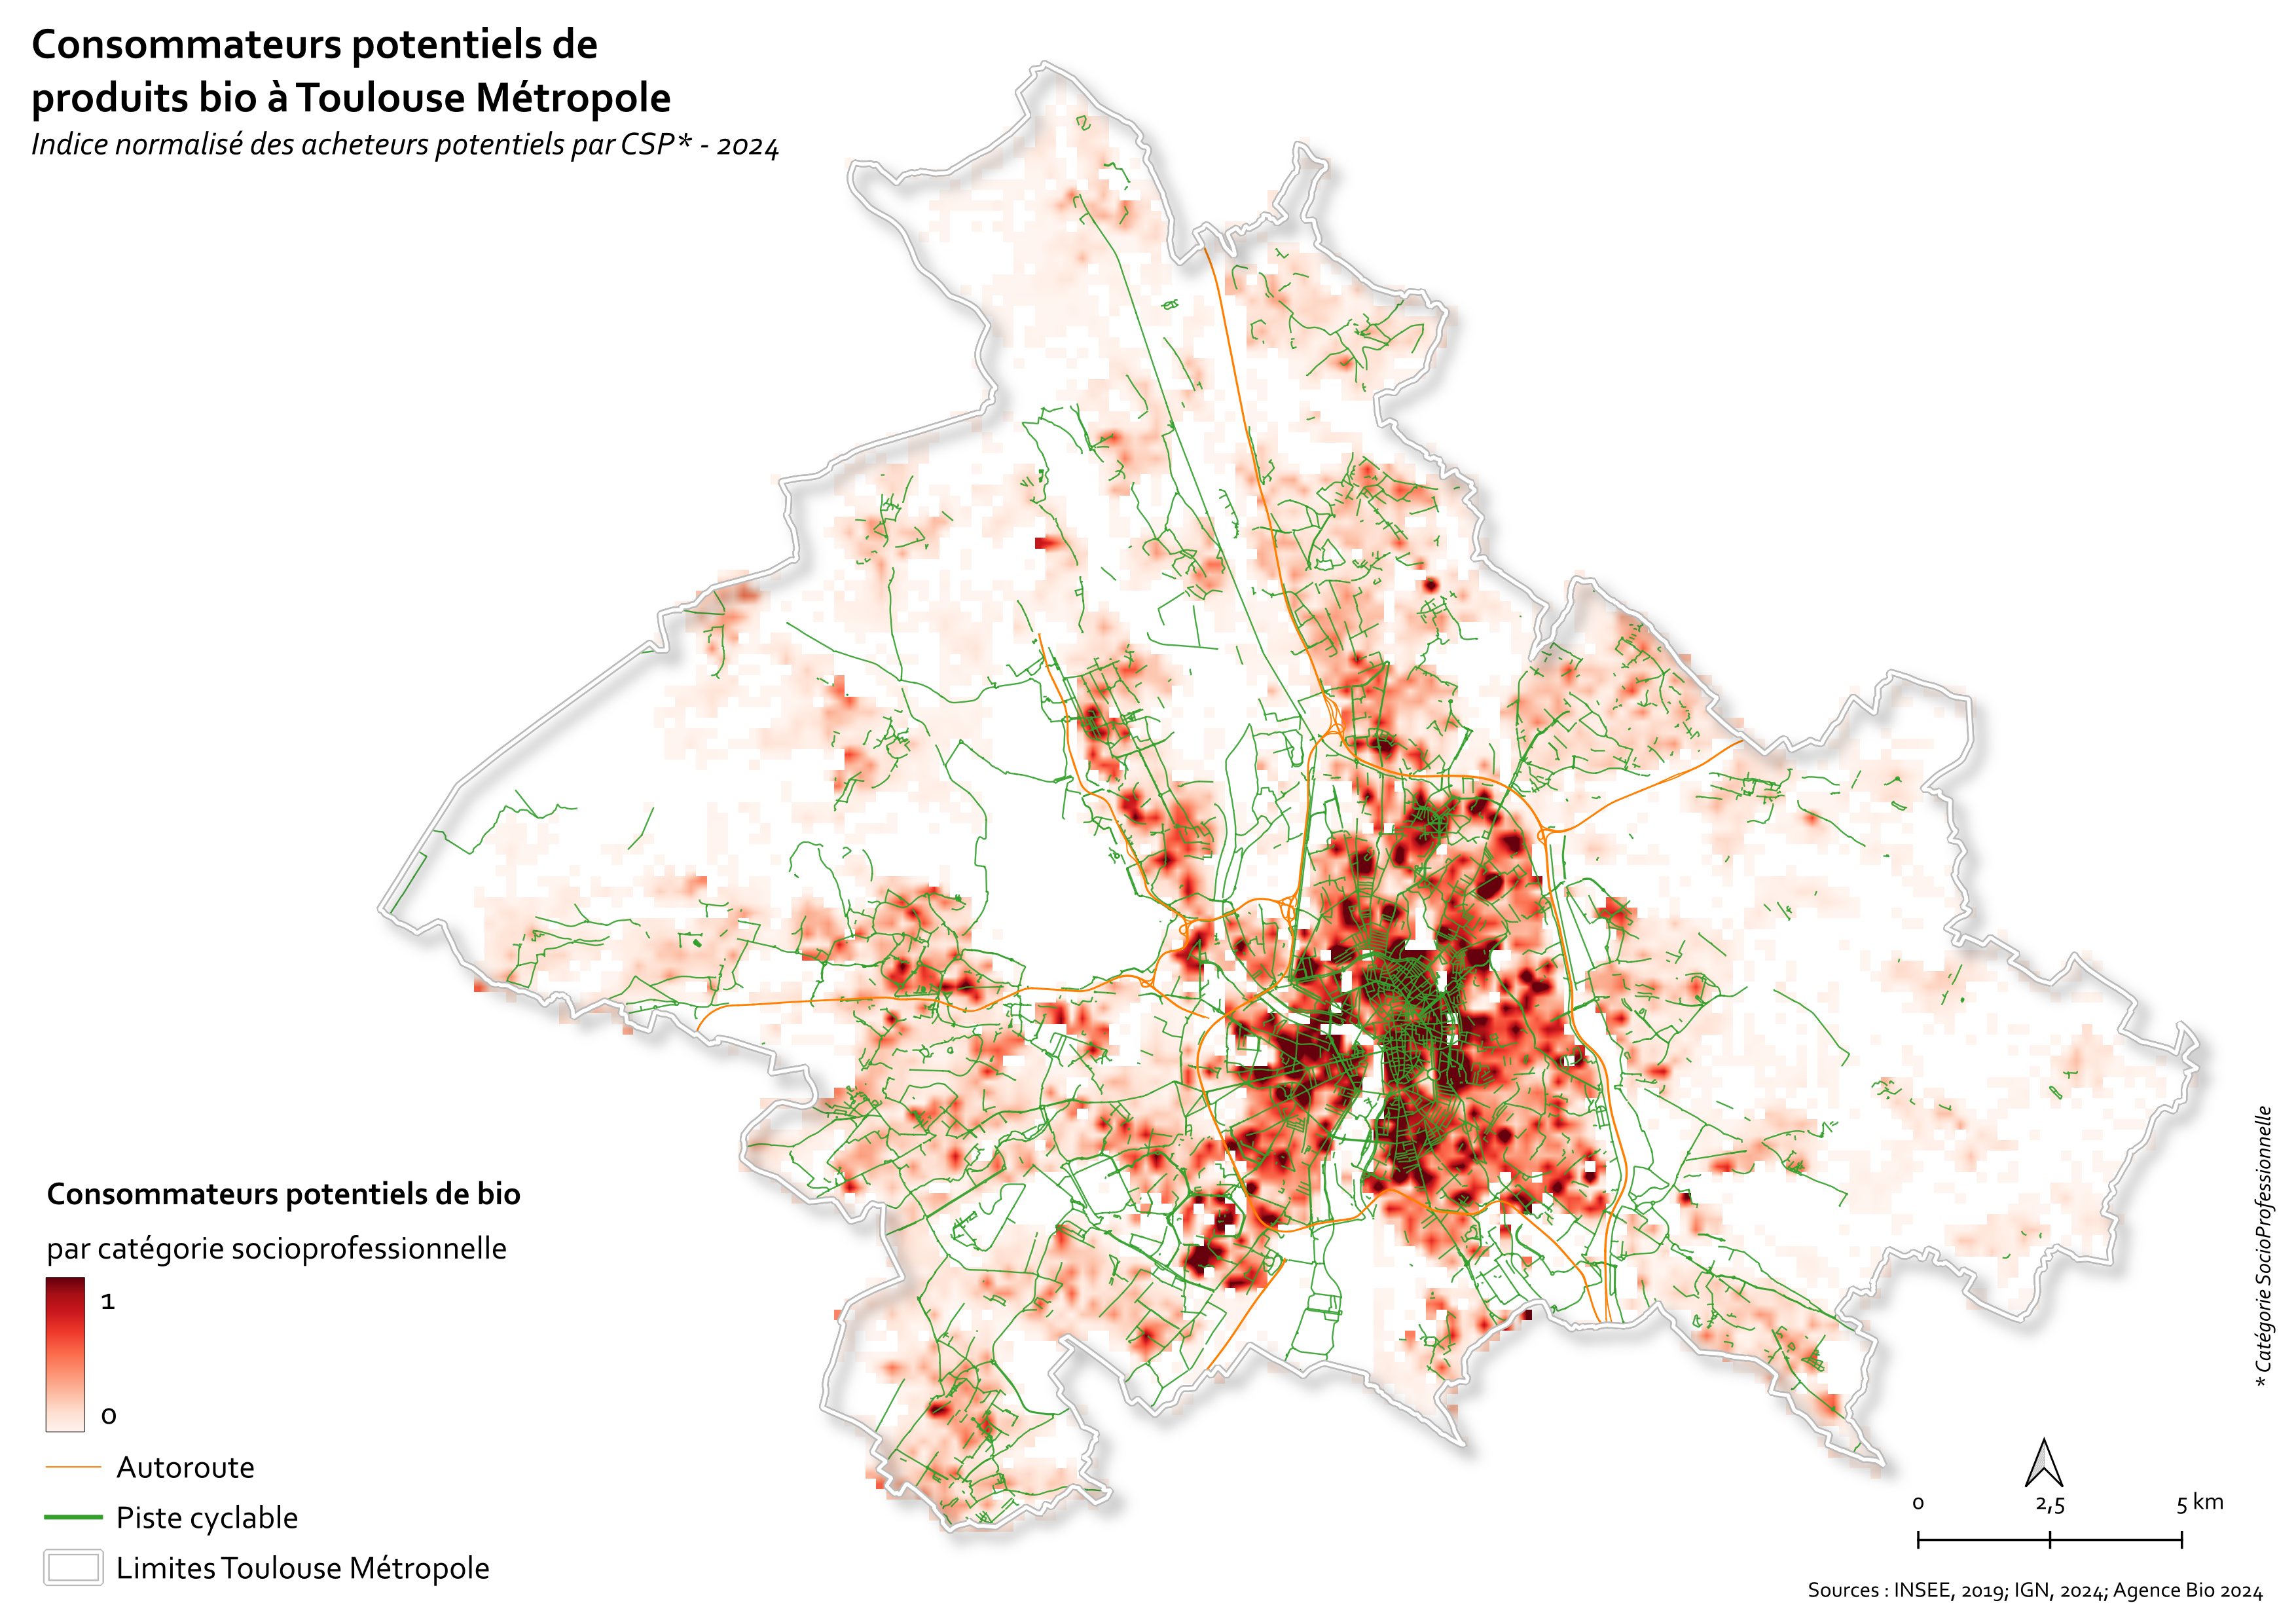 Consommateurs potentiels de
produits bio à Toulouse Métropole
Indice normalisé des acheteurs potentiels par CSP* - 2024
Consommateurs potentiels de bio
par catégorie socioprofessionnelle
1
0
Autoroute
Piste cyclable
Limites Toulouse Métropole
* Catégorie SocioProfessionnelle
0 2,5 5 km
Sources : INSEE, 2019; IGN, 2024; Agence Bio 2024